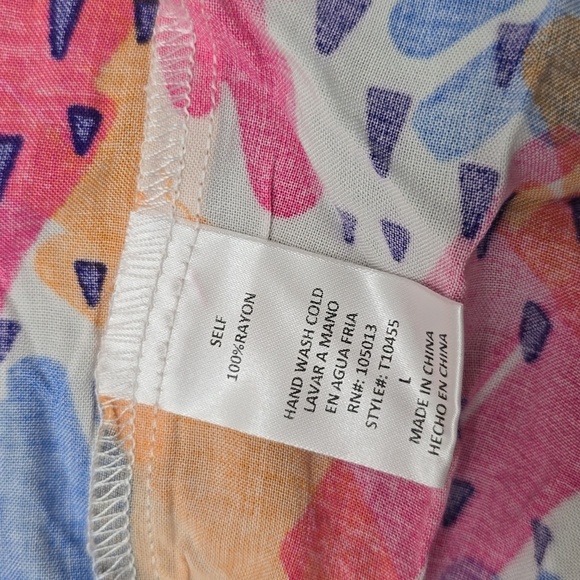 SELF
100%RAYON
HAND WASH COLD
LAVAR A MANO
EN AGUA FRIA
RN#: 105013
STYLE#: T10455
L
MADE IN CHINA
HECHO EN CHINA